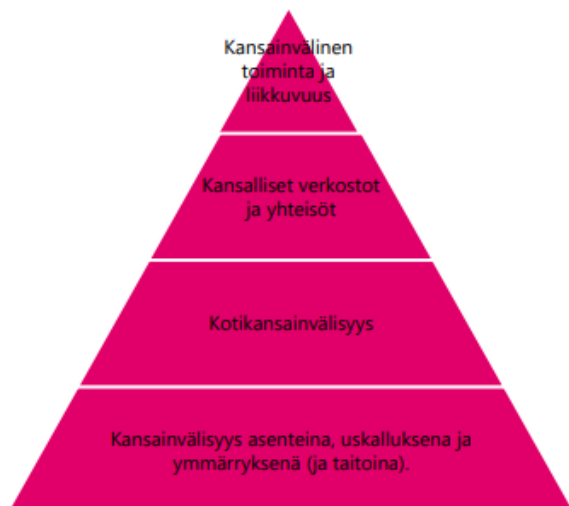 Kansainvälinen
toiminta ja
liikkuvuus
Kansalliset verkostot
ja yhteisöt
Kotikansainvälisyys
Kansainvälisyys asenteina, uskalluksena ja
ymmärryksenä (ja taitoina).